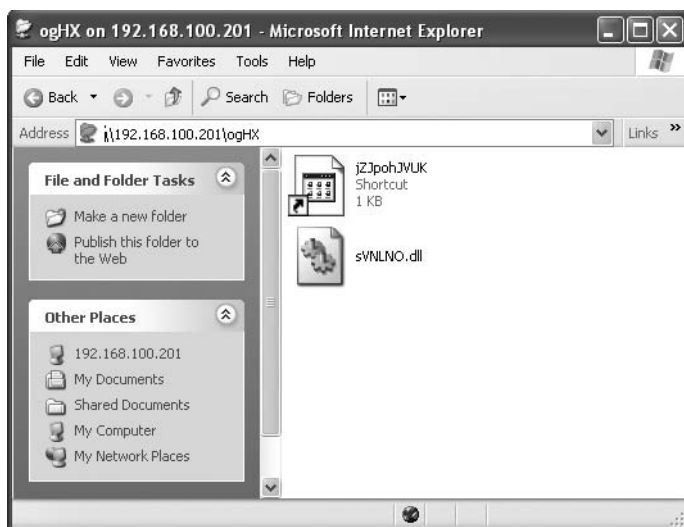 ogHX on 192.168.100.201 - Microsoft Internet Explorer
File Edit View Favorites Tools Help
Back Search Folders
Address \\192.168.100.201\ogHX Links »
File and Folder Tasks
Make a new folder
Publish this folder to
the Web
Other Places
192.168.100.201
My Documents
Shared Documents
My Computer
My Network Places
jZJpohJVUK
Shortcut
1 KB
sVNLNO.dll